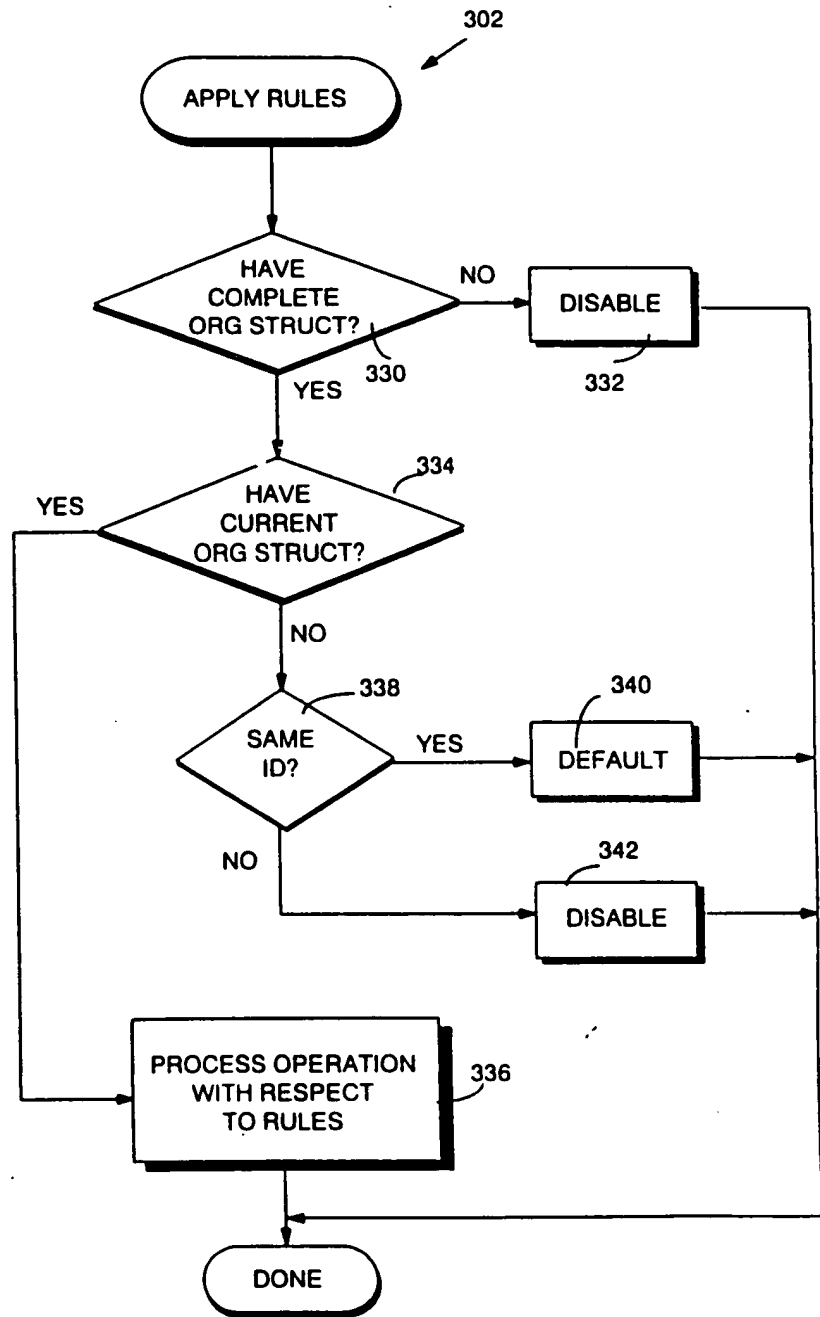 302
APPLY RULES
HAVE
COMPLETE
ORG STRUCT?
330
NO
DISABLE
332
YES
334
YES
HAVE
CURRENT
ORG STRUCT?
NO
338
SAME
ID?
YES
340
DEFAULT
NO
342
DISABLE
PROCESS OPERATION
WITH RESPECT
TO RULES
336
DONE